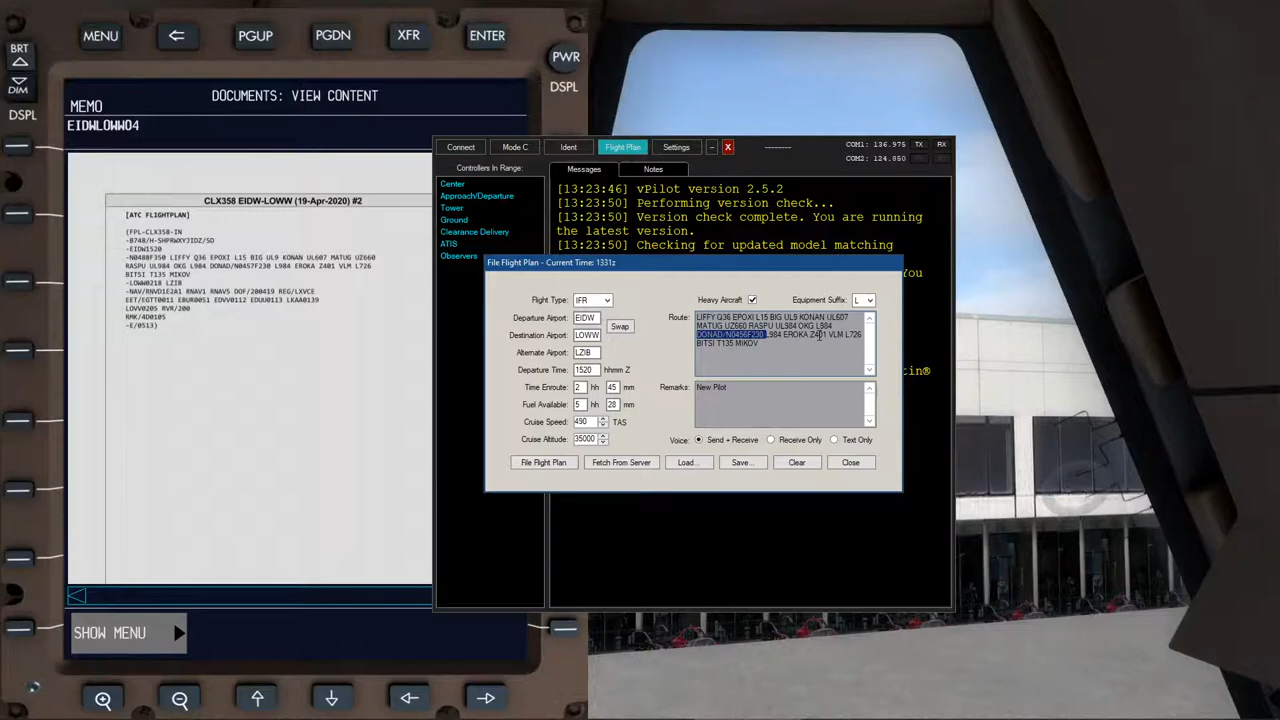 MENU
PGUP
PGDN
XFR
ENTER
BRT
DIM
DSPL
PWR
DSPL
DOCUMENTS: VIEW CONTENT
MEMO
EIDWLOWW04
CLX358 EIDW-LOWW (19-Apr-2020) #2
[ATC FLIGHTPLAN]
(FPL-CLX358-IN
-B748/H-SHPRWXYJIDZ/SD
-EIDW1520
-N0488F350 LIFFY Q36 EPOXI L15 BIG UL9 KONAN UL607 MATUG UZ660
RASPU UL984 OKG L984 DONAD/N0457F230 L984 EROKA Z401 VLM L726
BITSI T135 MIKOV
-LOWW0218 LZIB
-NAV/RNVD1E2A1 RNAV1 RNAV5 DOF/200419 REG/LXVCE
EET/EGTT0011 EBUR0051 EDVV0112 EDUU0113 LKAA0139
LOVV0205 RVR/200
RMK/4D0105
-E/0513)
SHOW MENU
Connect
Mode C
Ident
Flight Plan
Settings
–
X
--------
COM1: 136.975
TX
RX
COM2: 124.850
Controllers In Range:
Center
Approach/Departure
Tower
Ground
Clearance Delivery
ATIS
Observers
Messages
Notes
[13:23:46] vPilot version 2.5.2
[13:23:50] Performing version check...
[13:23:50] Version check complete. You are running
the latest version.
[13:23:50] Checking for updated model matching
You
tin®
File Flight Plan - Current Time: 1331z
Flight Type: IFR
Heavy Aircraft
Equipment Suffix: L
Departure Airport: EIDW
Destination Airport: LOWW
Swap
Alternate Airport: LZIB
Departure Time: 1520 hhmm Z
Time Enroute: 2 hh 45 mm
Fuel Available: 5 hh 28 mm
Cruise Speed: 490 TAS
Cruise Altitude: 35000
Route:
LIFFY Q36 EPOXI L15 BIG UL9 KONAN UL607
MATUG UZ660 RASPU UL984 OKG L984
DONAD/N0456F230 L984 EROKA Z401 VLM L726
BITSI T135 MIKOV
Remarks: New Pilot
Voice: Send + Receive Receive Only Text Only
File Flight Plan
Fetch From Server
Load...
Save...
Clear
Close